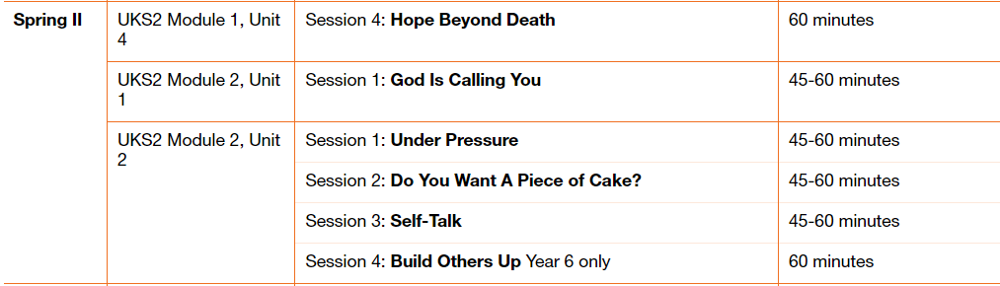 Spring II
UKS2 Module 1, Unit
4
Session 4: Hope Beyond Death
60 minutes
UKS2 Module 2, Unit
1
Session 1: God Is Calling You
45-60 minutes
UKS2 Module 2, Unit
2
Session 1: Under Pressure
45-60 minutes
Session 2: Do You Want A Piece of Cake?
45-60 minutes
Session 3: Self-Talk
45-60 minutes
Session 4: Build Others Up Year 6 only
60 minutes